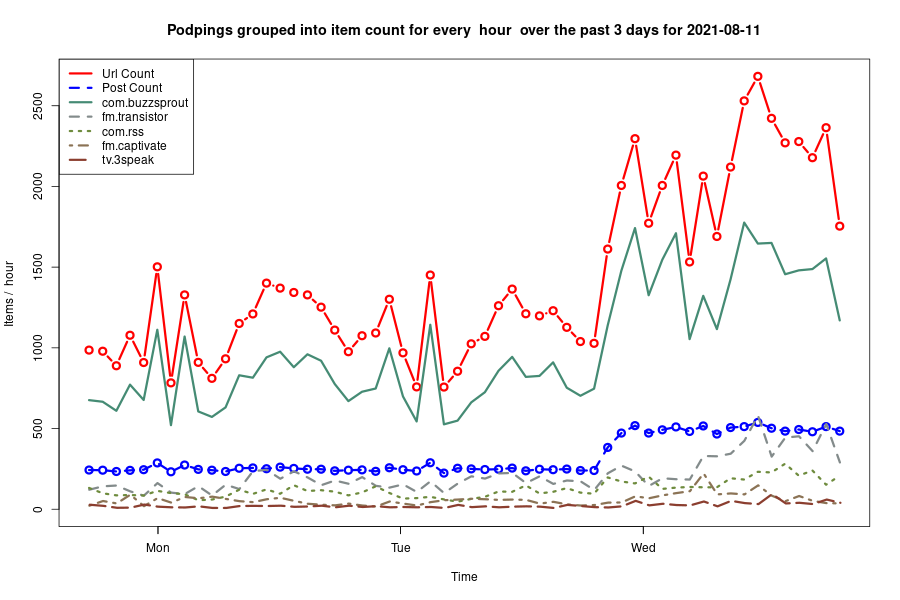 Podpings grouped into item count for every  hour  over the past 3 days for 2021-08-11
Url Count
Post Count
com.buzzsprout
fm.transistor
com.rss
fm.captivate
tv.3speak
Items /  hour
2500
2000
1500
1000
500
0
Mon
Tue
Wed
Time